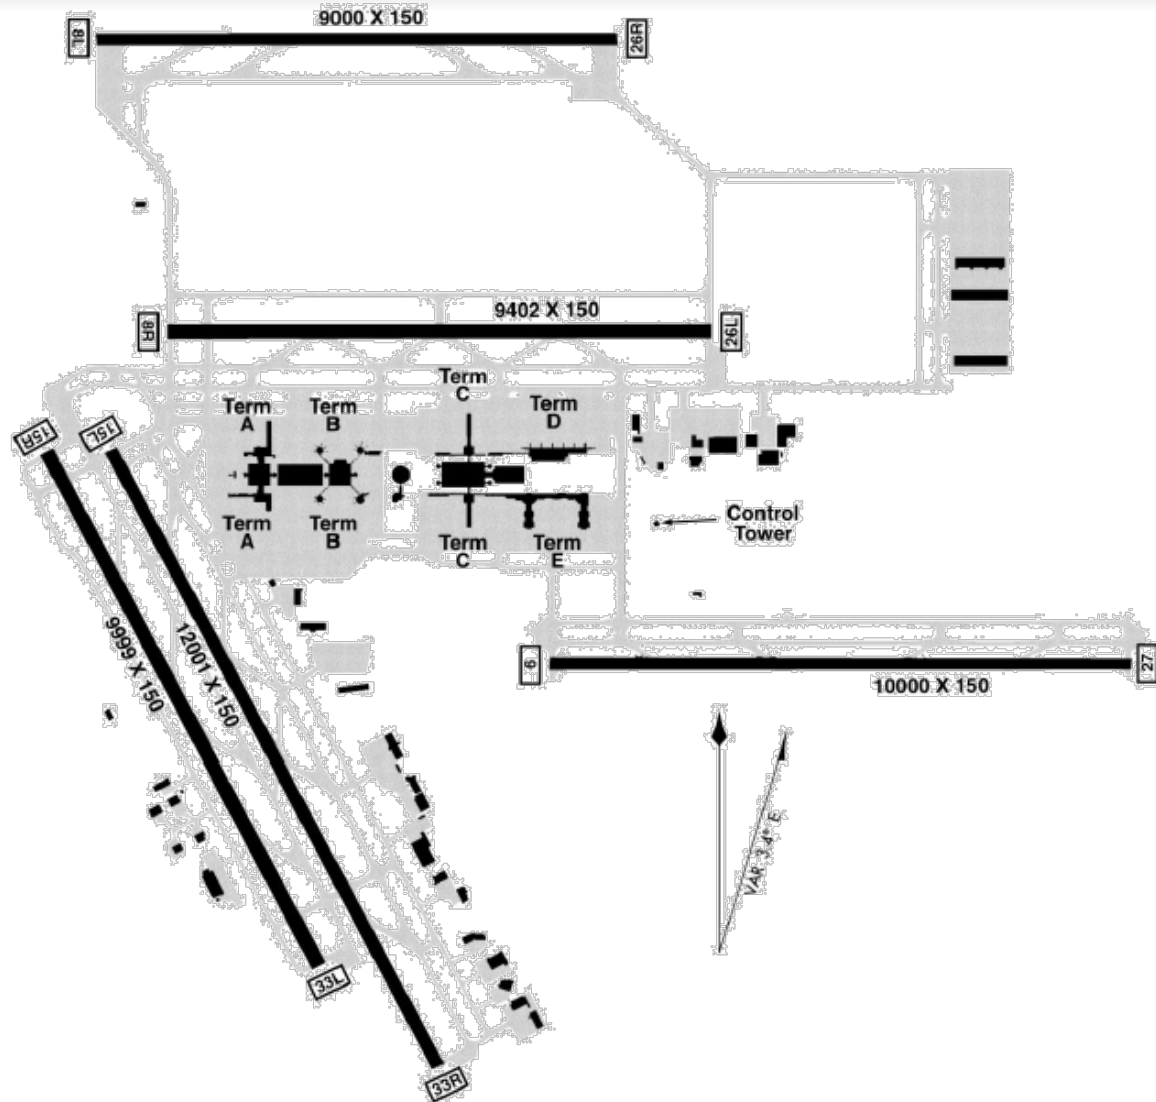 9000 X 150
8L
26R
9402 X 150
8R
26L
Term
C
Term
A
Term
B
Term
D
15R
15L
Control
Tower
Term
A
Term
B
Term
C
Term
E
9999 X 150
12001 X 150
9
27
10000 X 150
VAR 3.4° E
33L
33R